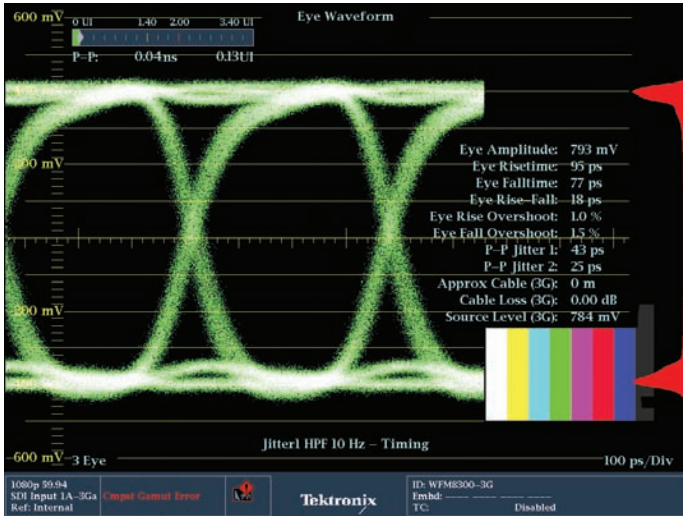 600 mV
0 UI 1.40 2.00 3.40 UI
Eye Waveform
P–P: 0.04ns 0.13UI
Eye Amplitude: 793 mV
Eye Risetime: 95 ps
Eye Falltime: 77 ps
Eye Rise–Fall: 18 ps
Eye Rise Overshoot: 1.0 %
Eye Fall Overshoot: 1.5 %
P–P Jitter 1: 43 ps
P–P Jitter 2: 25 ps
Approx Cable (3G): 0 m
Cable Loss (3G): 0.00 dB
Source Level (3G): 784 mV
Jitter1 HPF 10 Hz – Timing
–600 mV
3 Eye
100 ps/Div
1080p 59.94
SDI Input 1A–3Ga
Ref: Internal
Cmpst Gamut Error
Tektronix
ID: WFM8300–3G
Embd: ---- ---- ---- ----
TC: Disabled